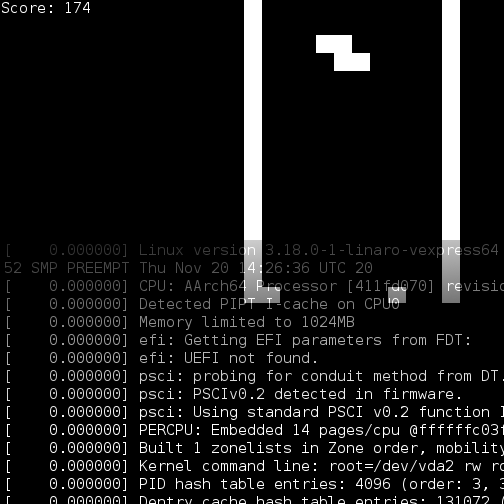 Score: 174
[    0.000000] Linux version 3.18.0-1-linaro-vexpress64
52 SMP PREEMPT Thu Nov 20 14:26:36 UTC 20
[    0.000000] CPU: AArch64 Processor [411fd070] revisio
[    0.000000] Detected PIPT I-cache on CPU0
[    0.000000] Memory limited to 1024MB
[    0.000000] efi: Getting EFI parameters from FDT:
[    0.000000] efi: UEFI not found.
[    0.000000] psci: probing for conduit method from DT.
[    0.000000] psci: PSCIv0.2 detected in firmware.
[    0.000000] psci: Using standard PSCI v0.2 function I
[    0.000000] PERCPU: Embedded 14 pages/cpu @ffffffc03f
[    0.000000] Built 1 zonelists in Zone order, mobility
[    0.000000] Kernel command line: root=/dev/vda2 rw ro
[    0.000000] PID hash table entries: 4096 (order: 3, 3
[    0.000000] Dentry cache hash table entries: 131072